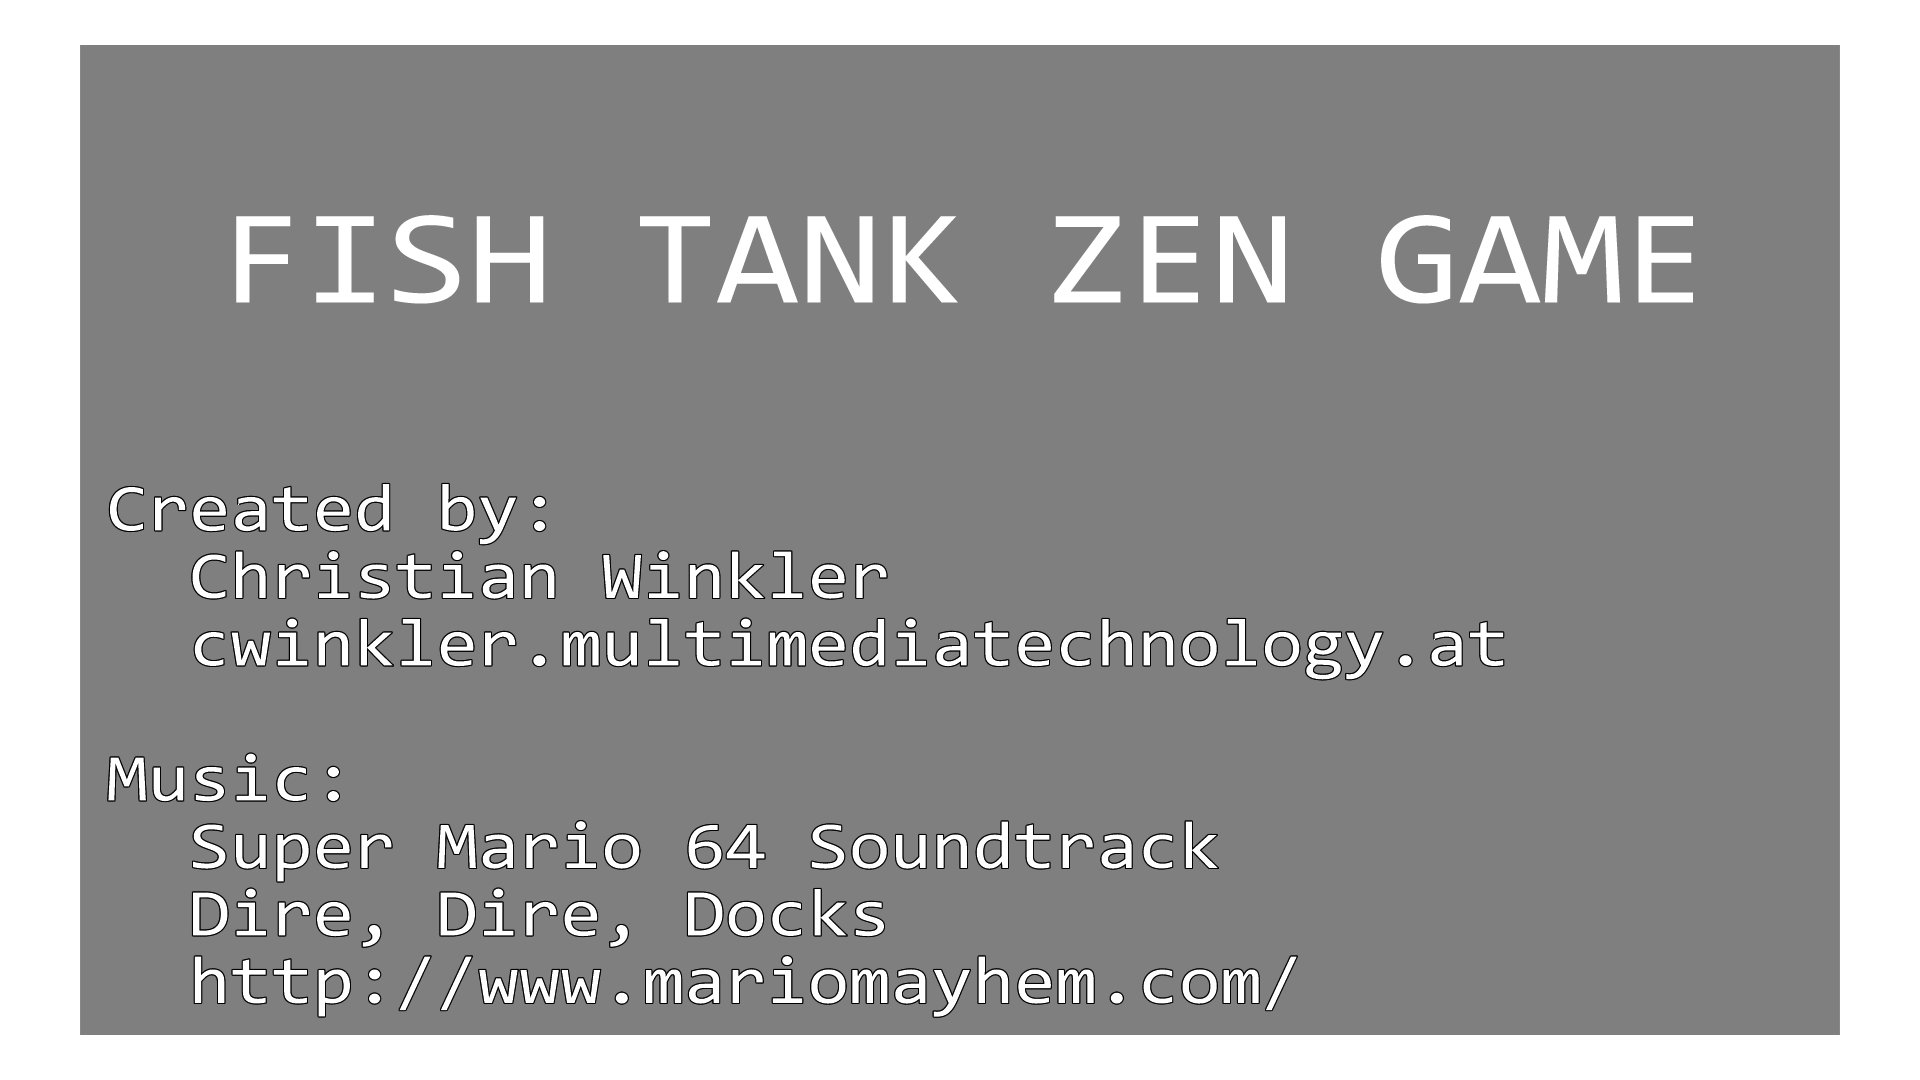 FISH TANK ZEN GAME
Created by:
Christian Winkler
cwinkler.multimediatechnology.at
Music:
Super Mario 64 Soundtrack
Dire, Dire, Docks
http://www.mariomayhem.com/